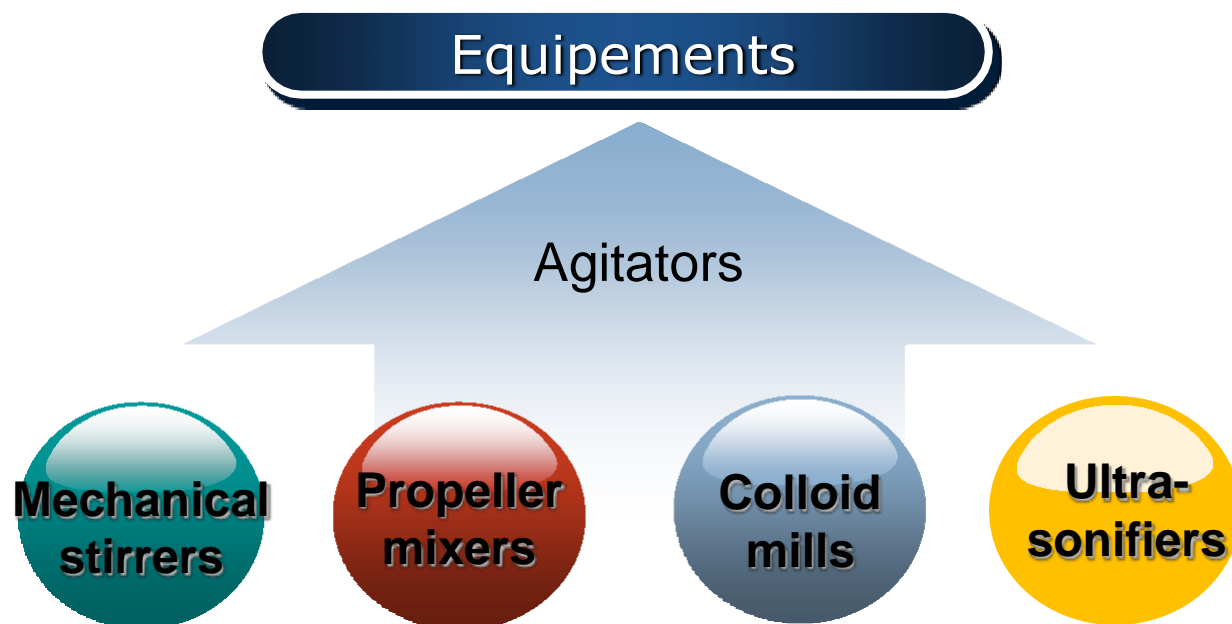 Equipements
Agitators
Mechanical
stirrers
Propeller
mixers
Colloid
mills
Ultra-
sonifiers